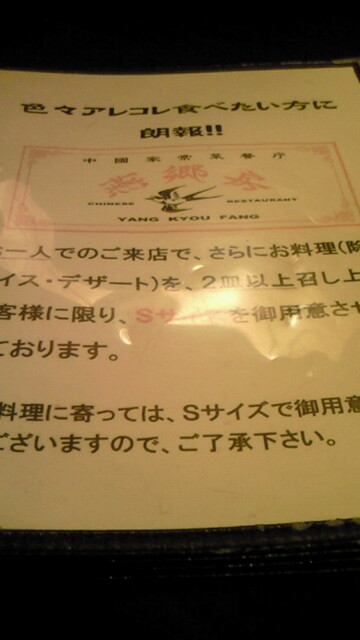 色々アレコレ食べたい方に
朗報!!
中國家常菜餐庁
CHINESE RESTAURANT
YANG KYOU FANG
一人でのご来店で、さらにお料理(除
イス・デザート)を、2皿以上召し上
客様に限り、Sサイズを御用意させ
ております。
料理に寄っては、Sサイズで御用意
ございますので、ご了承下さい。